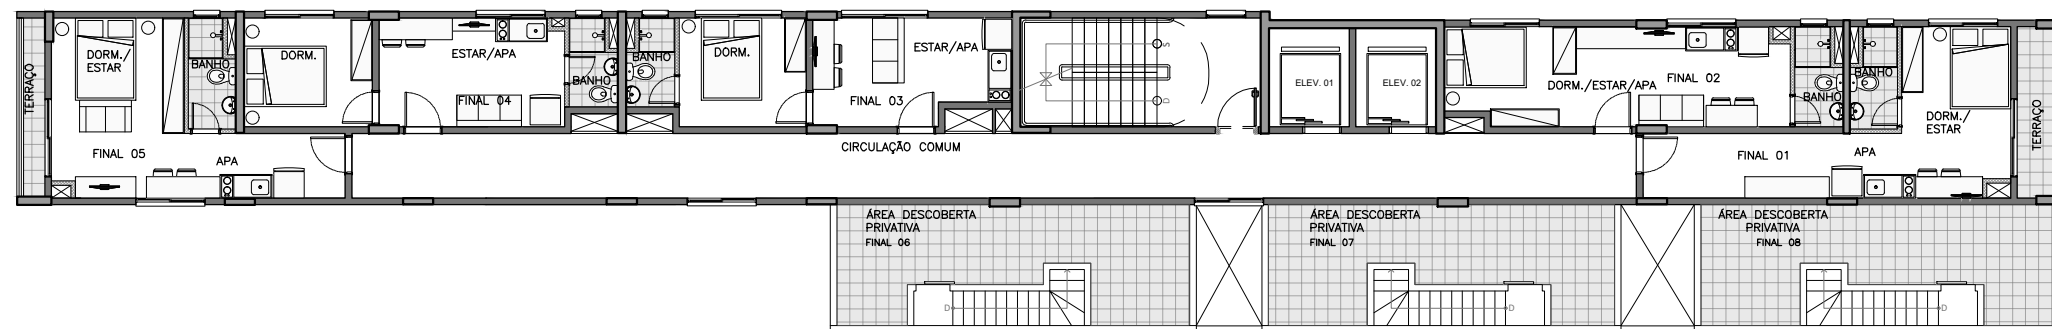 TERRAÇO
DORM./
ESTAR
BANHO
FINAL 05
APA
DORM.
ESTAR/APA
FINAL 04
BANHO
BANHO
DORM.
ESTAR/APA
FINAL 03
S
D
ELEV. 01
ELEV. 02
DORM./ESTAR/APA
FINAL 02
BANHO
BANHO
DORM./
ESTAR
TERRAÇO
FINAL 01
APA
CIRCULAÇÃO COMUM
ÁREA DESCOBERTA
PRIVATIVA
FINAL 06
D
ÁREA DESCOBERTA
PRIVATIVA
FINAL 07
D
ÁREA DESCOBERTA
PRIVATIVA
FINAL 08
D